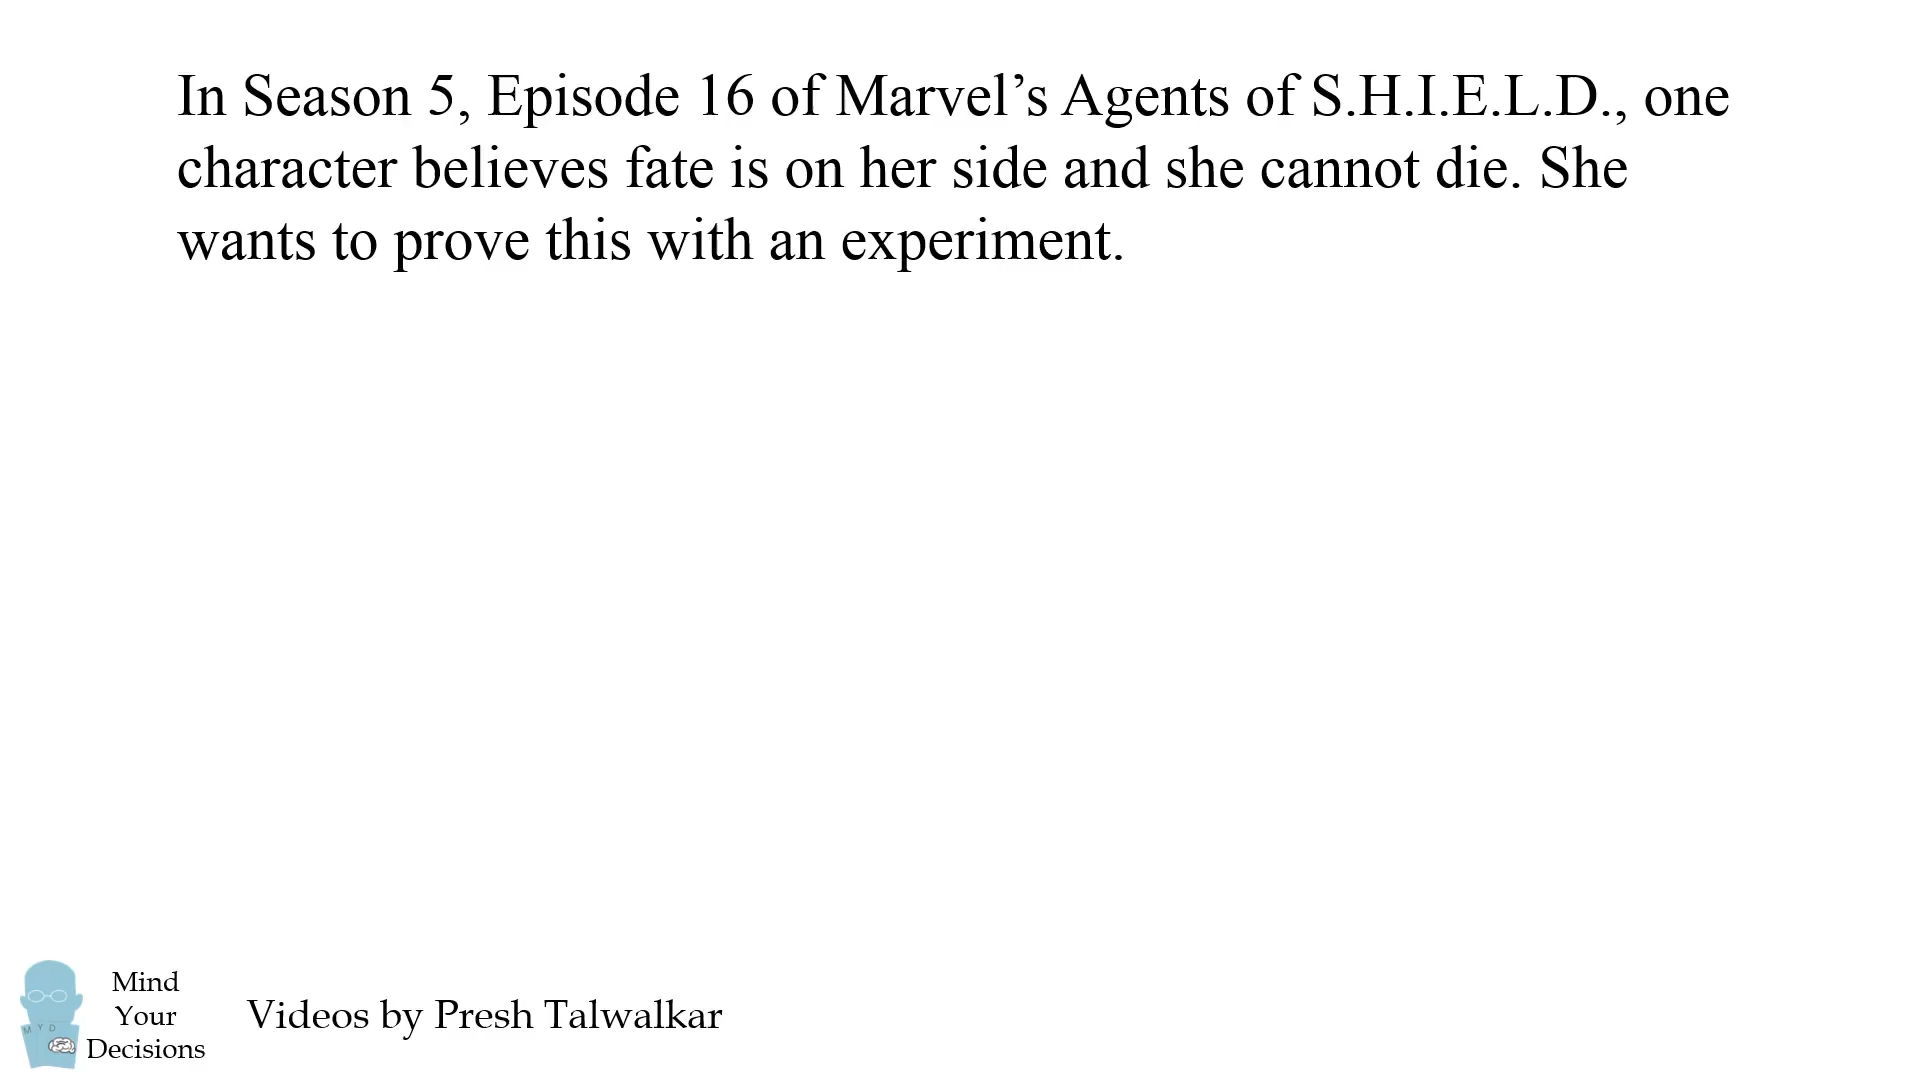 In Season 5, Episode 16 of Marvel’s Agents of S.H.I.E.L.D., one
character believes fate is on her side and she cannot die. She
wants to prove this with an experiment.
M Y D
Mind
Your
Decisions
Videos by Presh Talwalkar